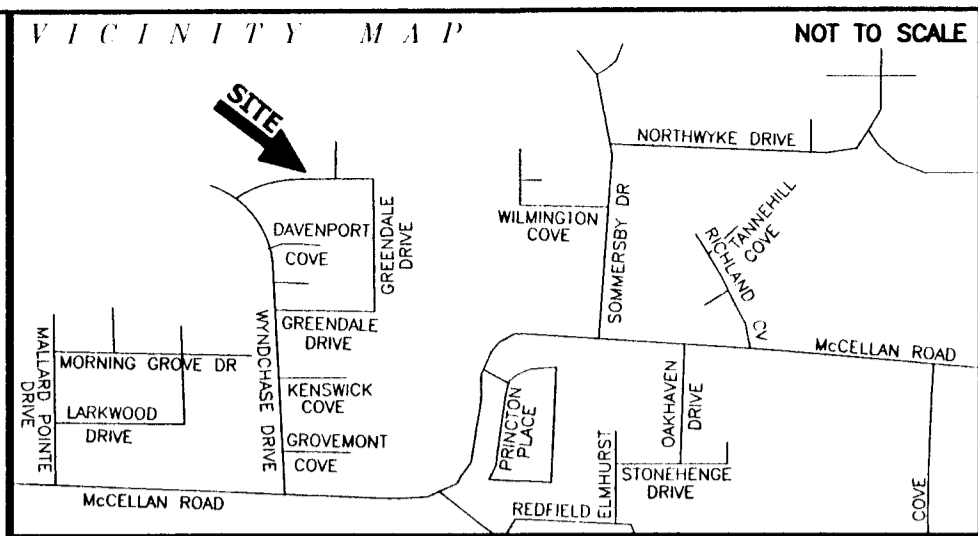 VICINITY MAP
NOT TO SCALE
SITE
NORTHWYKE DRIVE
WILMINGTON
COVE
SOMMERSBY DR
TANNEHILL
COVE
RICHLAND
CV
DAVENPORT
COVE
GREENDALE
DRIVE
GREENDALE
DRIVE
WYNDCHASE DRIVE
MALLARD POINTE
DRIVE
MORNING GROVE DR
LARKWOOD
DRIVE
KENSWICK
COVE
GROVEMONT
COVE
McCELLAN ROAD
McCELLAN ROAD
PRINCTON
PLACE
OAKHAVEN
DRIVE
ELMHURST
STONEHENGE
DRIVE
REDFIELD
COVE